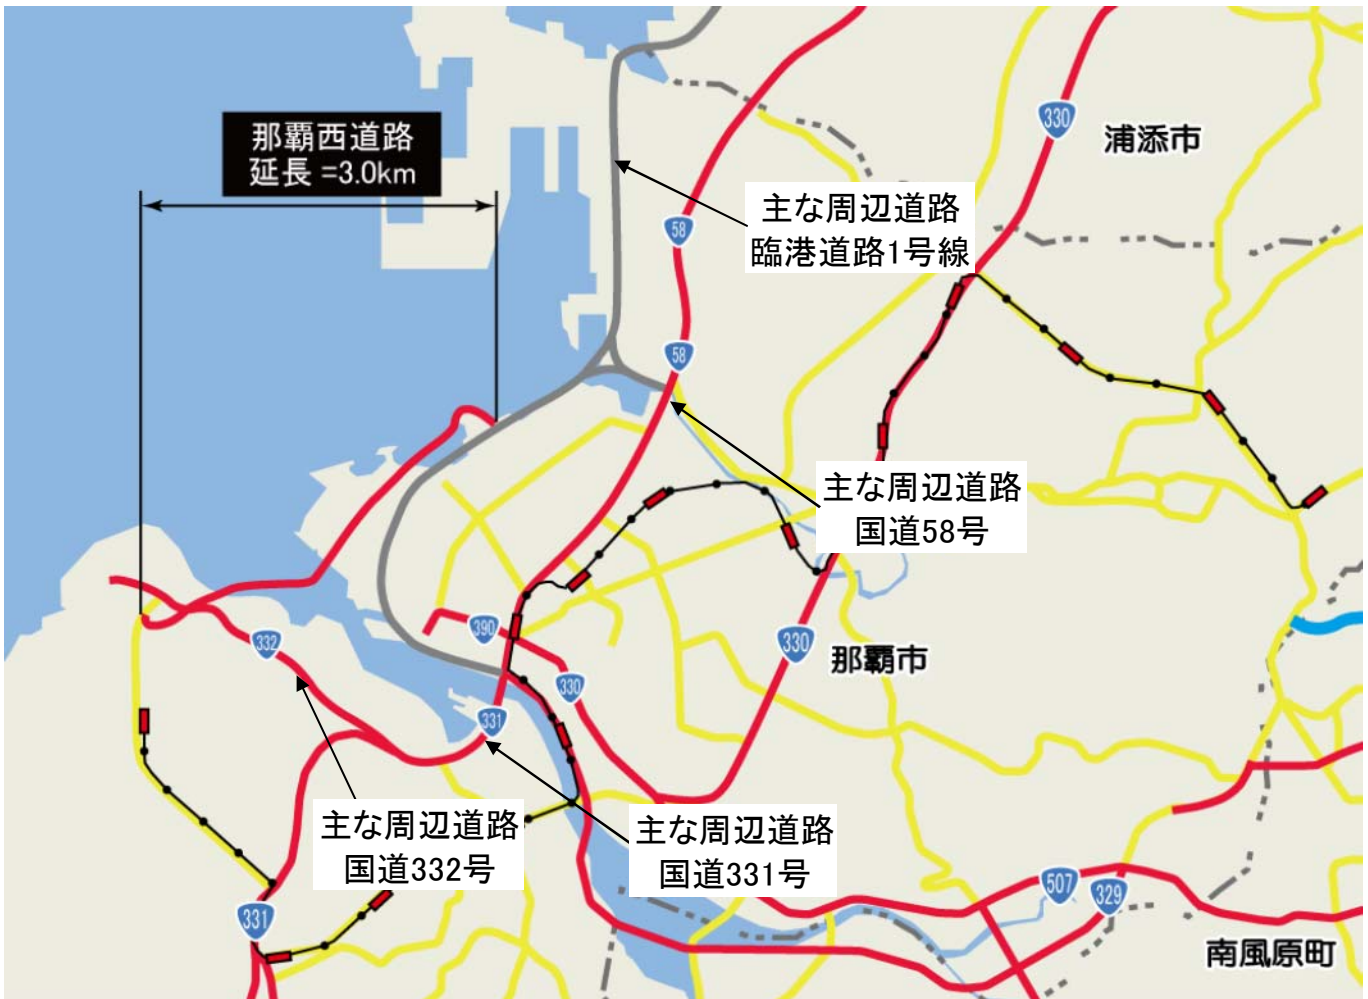 那覇西道路
延長 =3.0km
330
浦添市
主な周辺道路
臨港道路1号線
58
58
主な周辺道路
国道58号
332
390
330
330
那覇市
331
主な周辺道路
国道332号
主な周辺道路
国道331号
331
507
329
南風原町